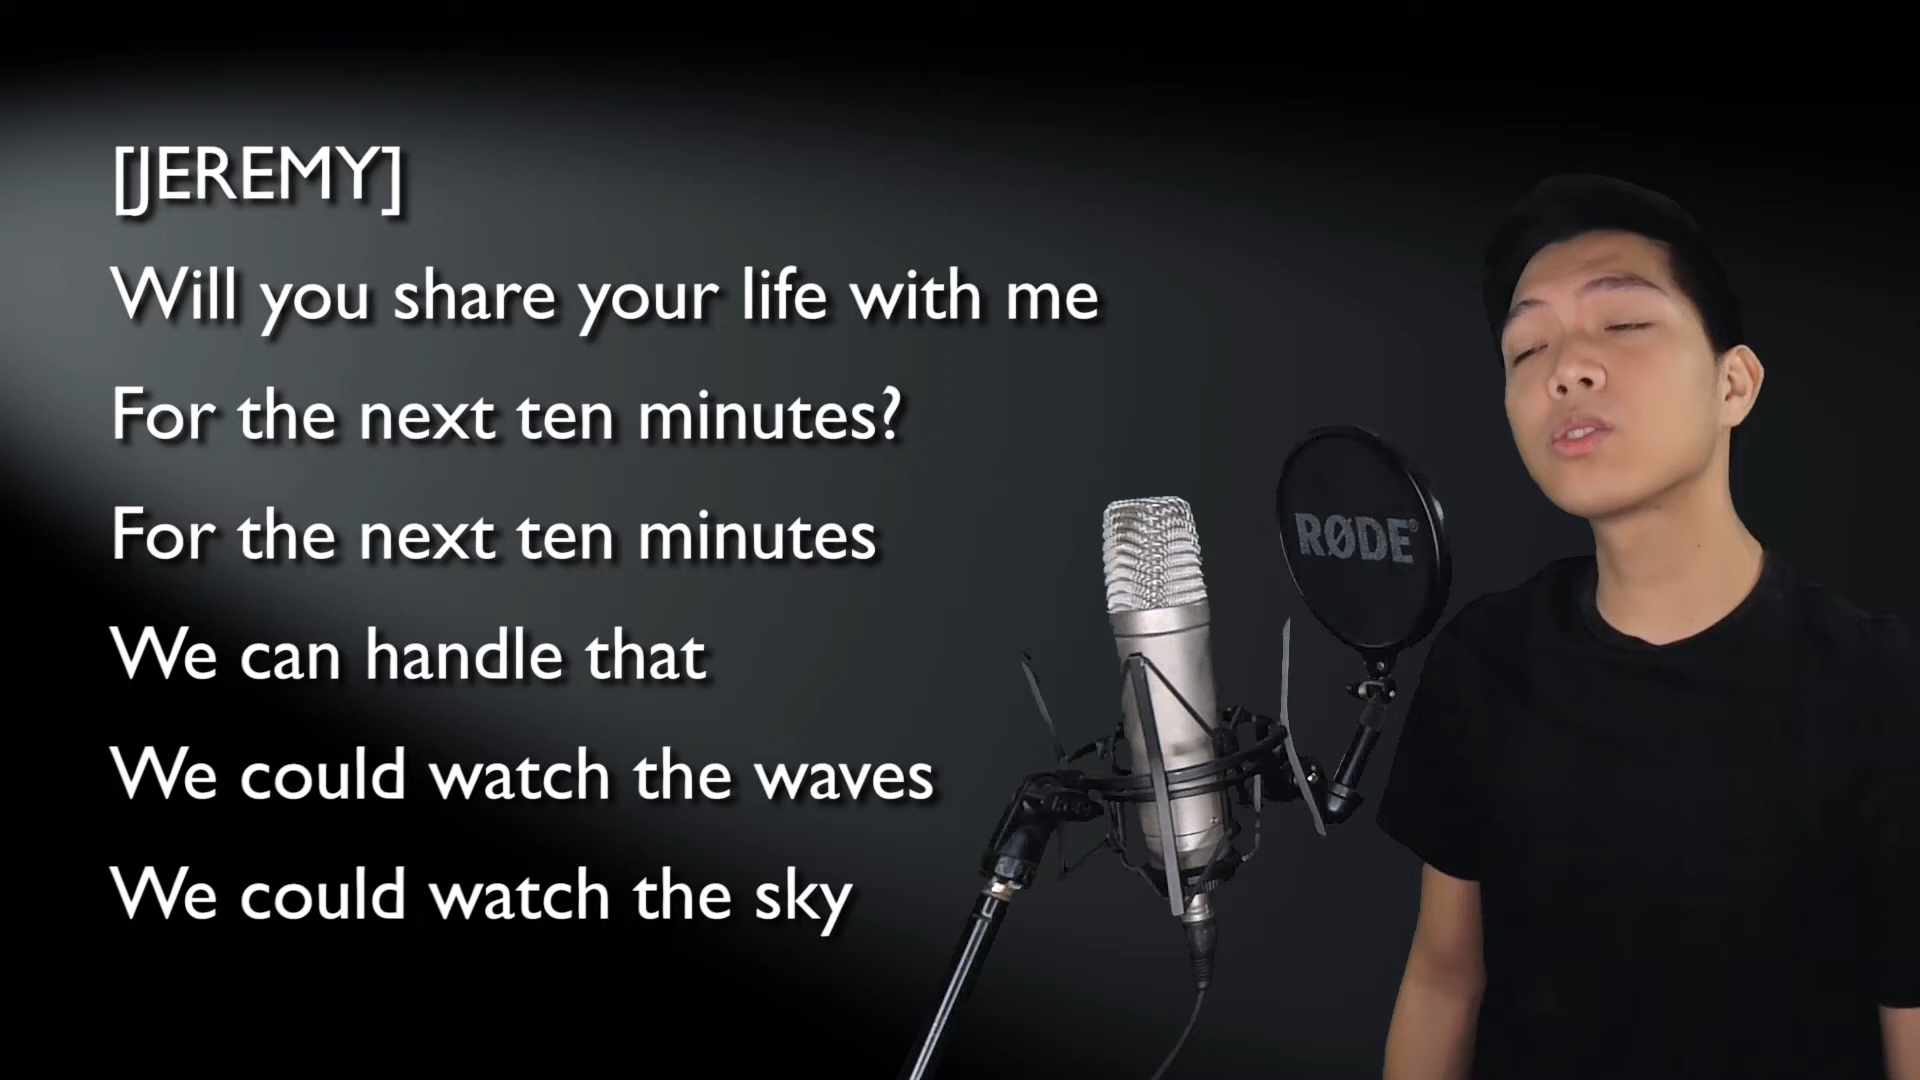 [JEREMY]
Will you share your life with me
For the next ten minutes?
For the next ten minutes
We can handle that
We could watch the waves
We could watch the sky
RØDE®